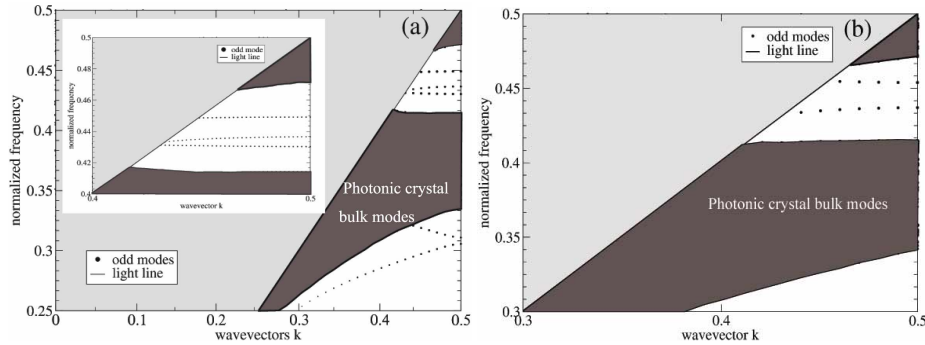 (a)
0.5
0.45
0.4
0.35
0.3
0.25
normalized frequency
0
0.1
0.2
0.3
0.4
0.5
wavevectors k
odd modes
light line
Photonic crystal
bulk modes
0.5
0.48
0.46
0.44
0.42
0.4
normalized frequency
0.4
0.5
wavevector k
odd modes
light line
(b)
0.5
0.45
0.4
0.35
0.3
normalized frequency
0.3
0.4
0.5
wavevector k
odd modes
light line
Photonic crystal bulk modes